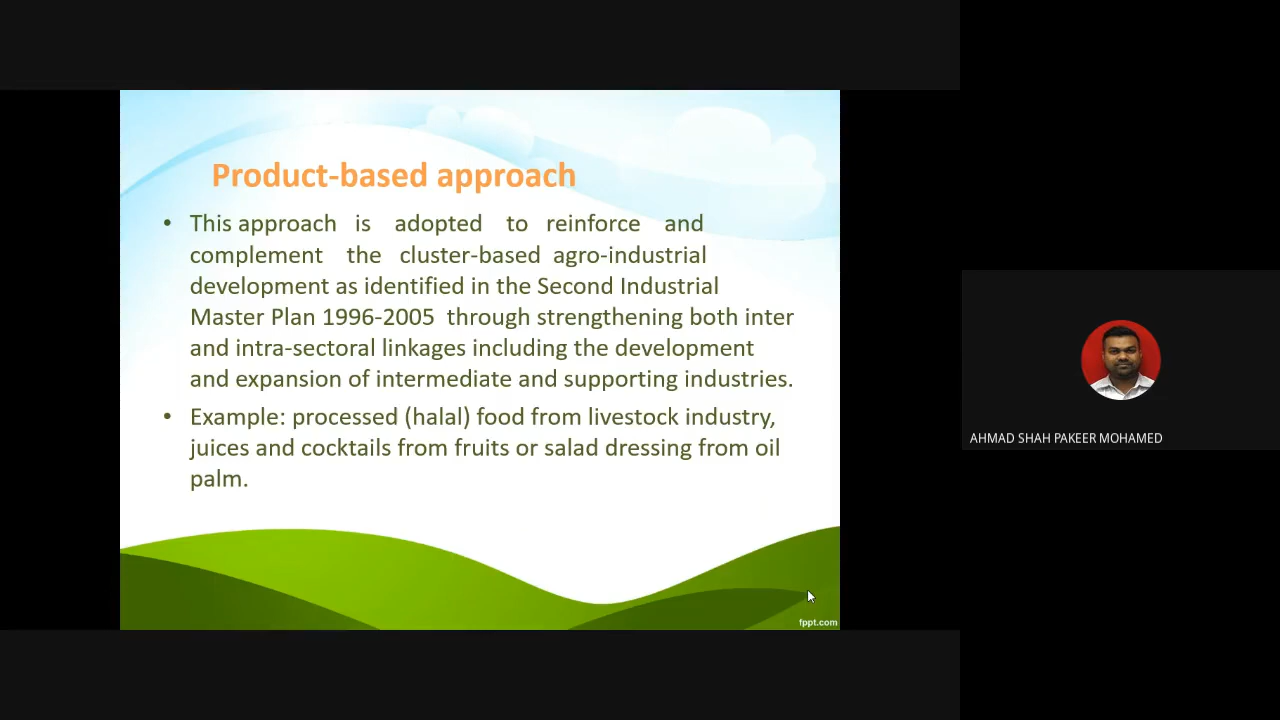 Product-based approach
• This approach is adopted to reinforce and
complement the cluster-based agro-industrial
development as identified in the Second Industrial
Master Plan 1996-2005 through strengthening both inter
and intra-sectoral linkages including the development
and expansion of intermediate and supporting industries.
• Example: processed (halal) food from livestock industry,
juices and cocktails from fruits or salad dressing from oil
palm.
fppt.com
AHMAD SHAH PAKEER MOHAMED